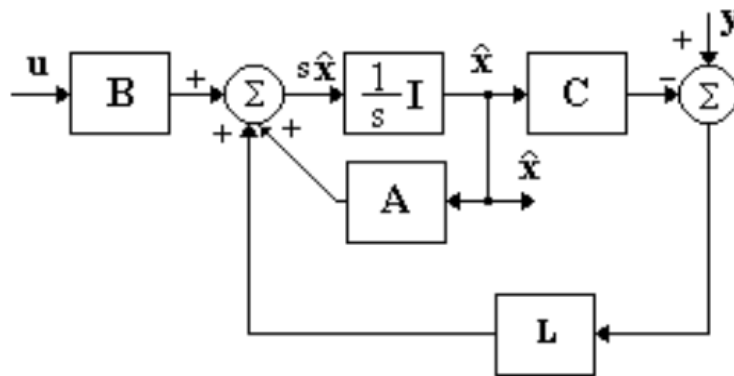 u
B
+
Σ
+
+
sx̂
1
s
I
x̂
C
−
+
y
Σ
A
x̂
L